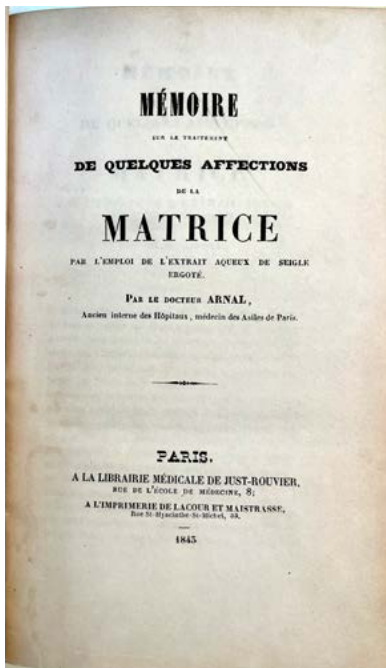 MÉMOIRE
SUR LE TRAITEMENT
DE QUELQUES AFFECTIONS
DE LA
MATRICE
PAR L'EMPLOI DE L'EXTRAIT AQUEUX DE SEIGLE
ERGOTÉ.
PAR LE DOCTEUR ARNAL,
Ancien interne des Hôpitaux, médecin des Asiles de Paris.
PARIS.
A LA LIBRAIRIE MÉDICALE DE JUST-ROUVIER,
RUE DE L'ÉCOLE DE MÉDECINE, 8;
A L'IMPRIMERIE DE LACOUR ET MAISTRASSE,
Rue St-Hyacinthe-St-Michel,
1843